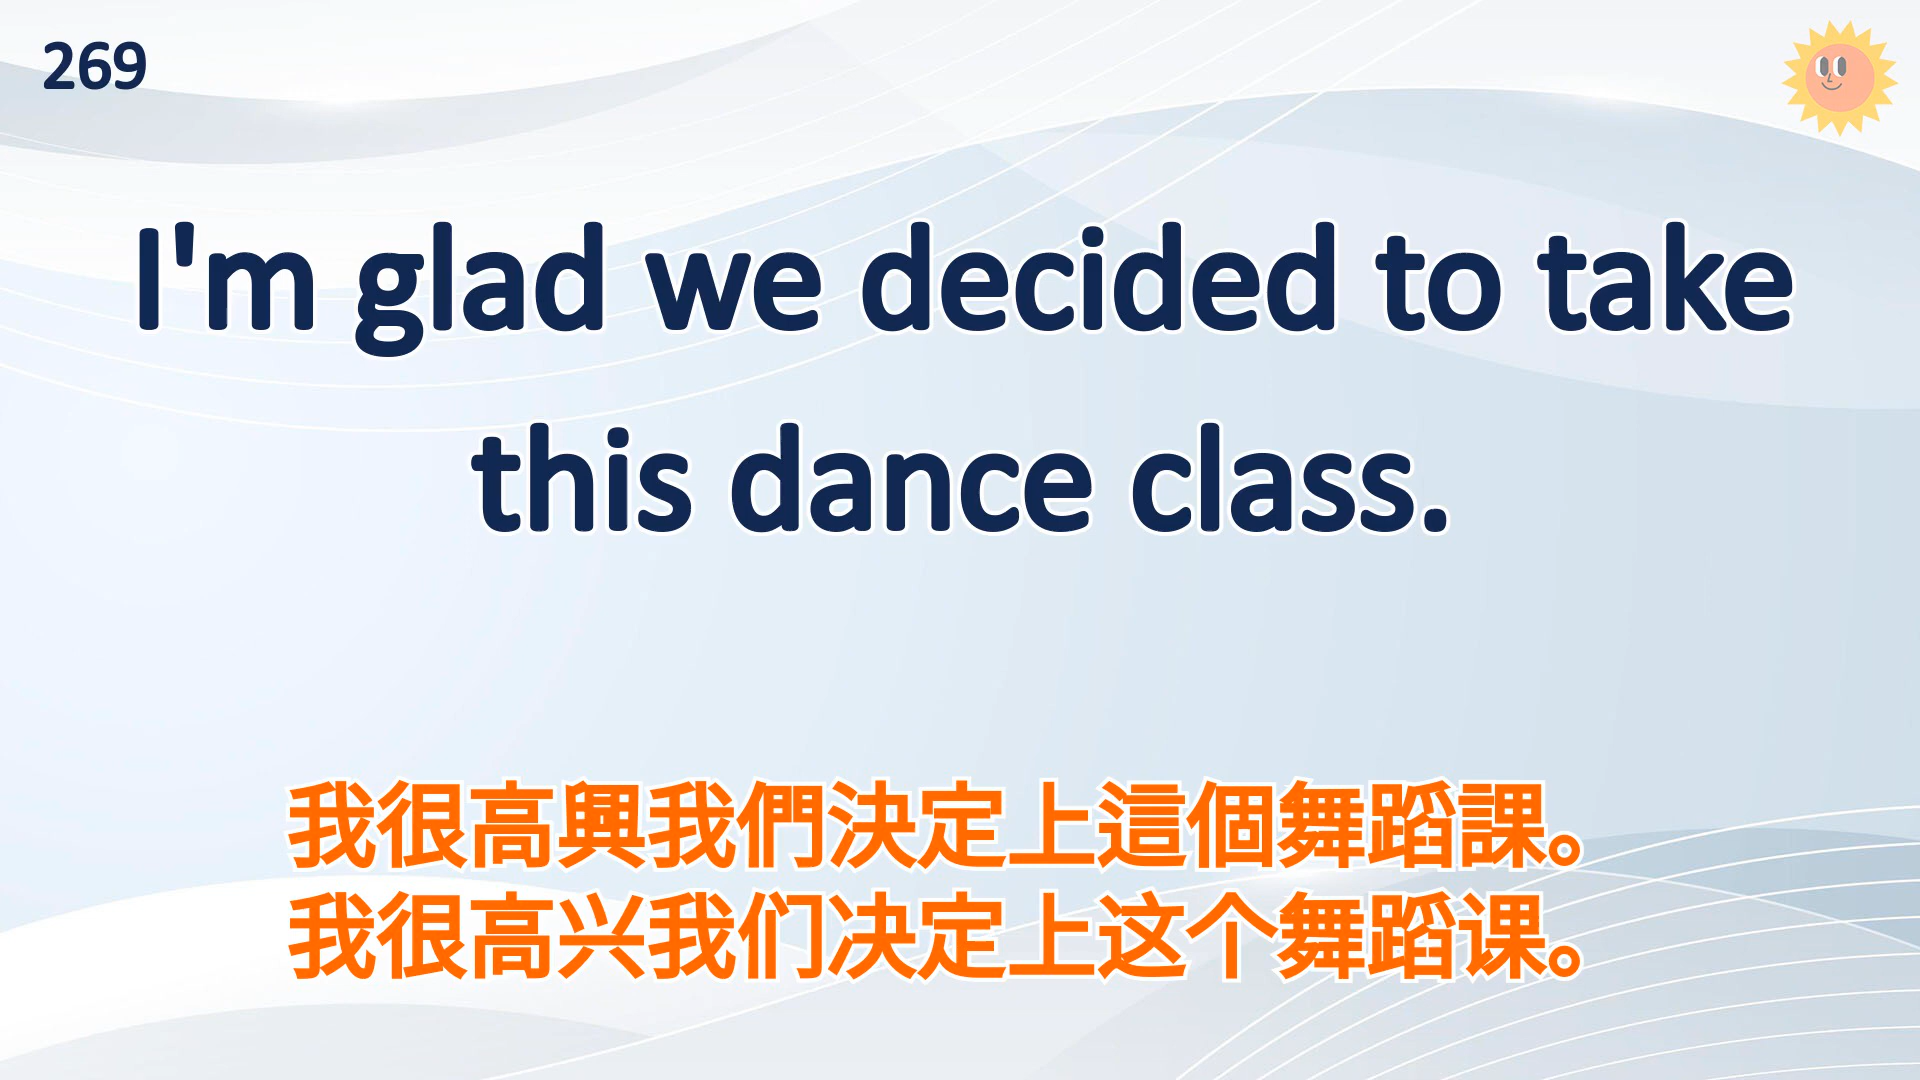 269
I'm glad we decided to take
this dance class.
我很高興我們決定上這個舞蹈課。
我很高兴我们决定上这个舞蹈课。